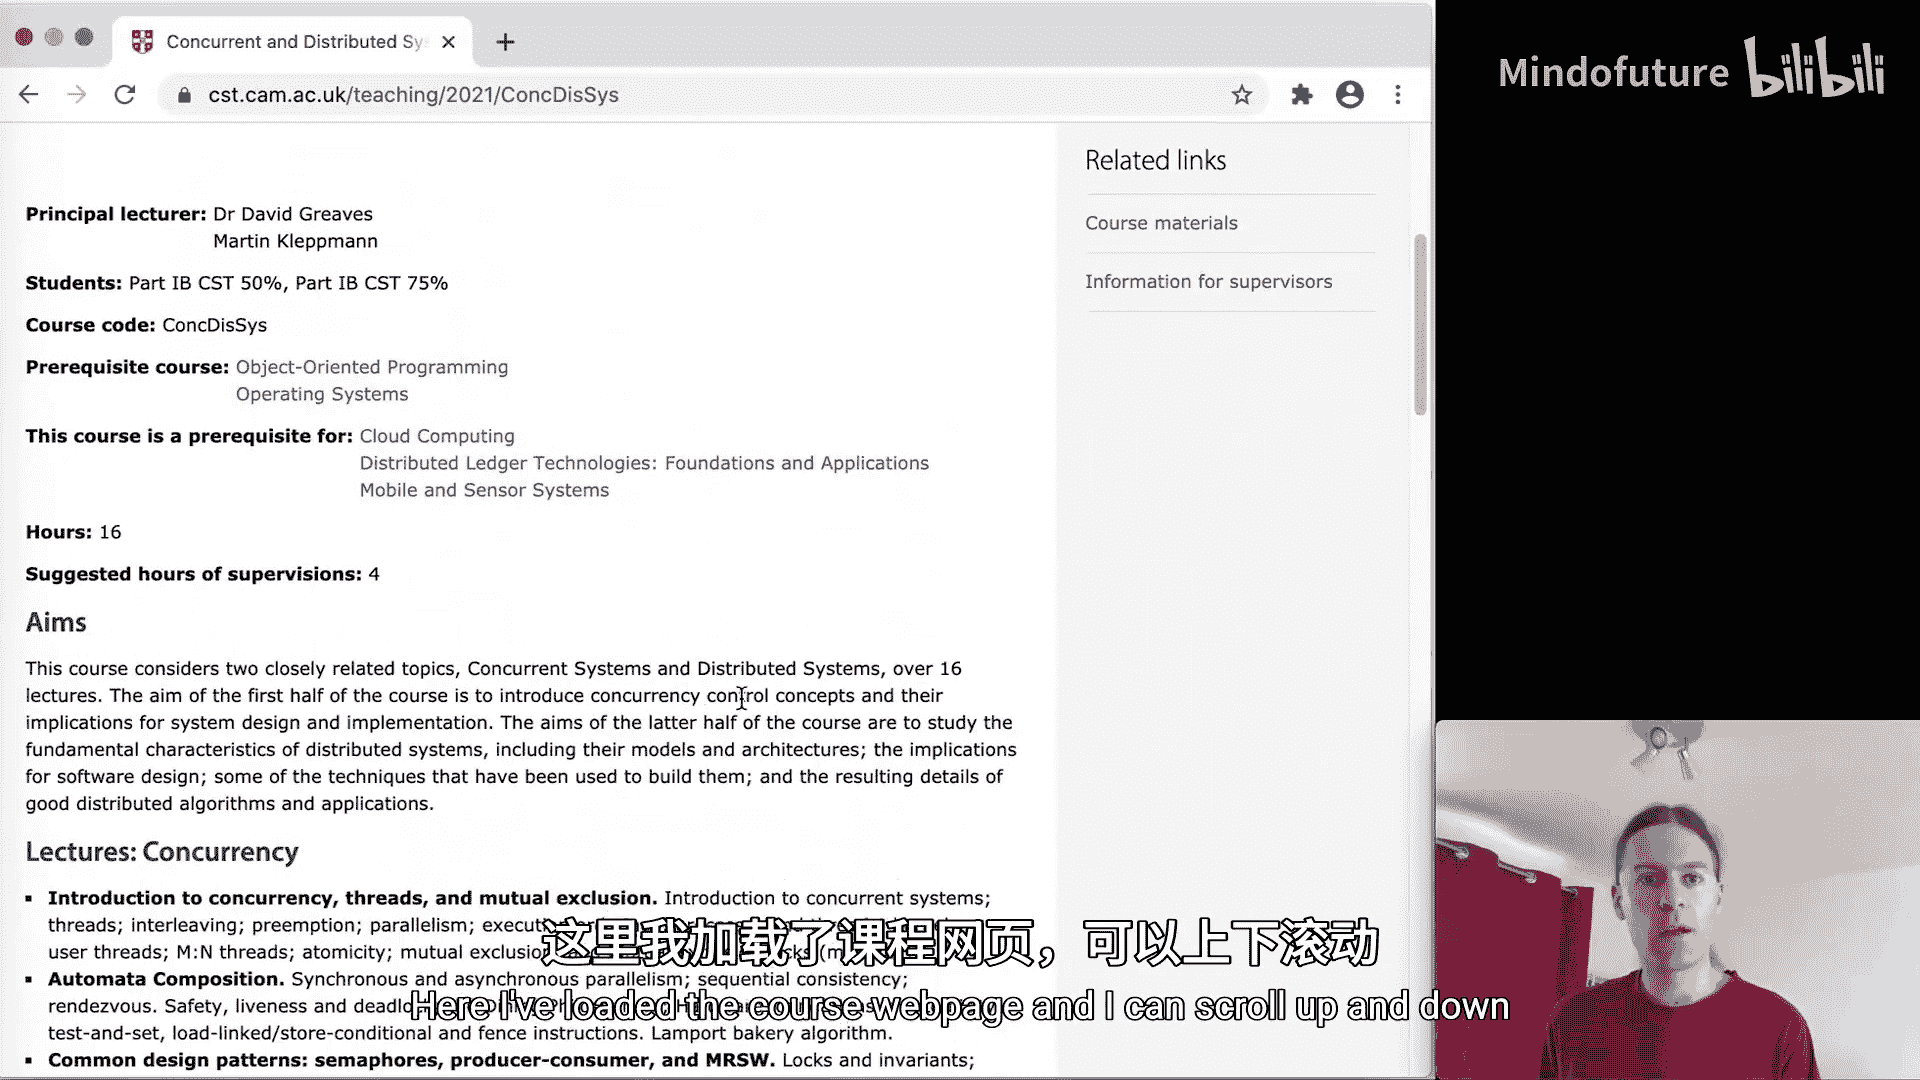 Concurrent and Distributed Sy
cst.cam.ac.uk/teaching/2021/ConcDisSys
Mindofuture bilibili
Principal lecturer: Dr David Greaves
Martin Kleppmann
Students: Part IB CST 50%, Part IB CST 75%
Course code: ConcDisSys
Prerequisite course: Object-Oriented Programming
Operating Systems
This course is a prerequisite for: Cloud Computing
Distributed Ledger Technologies: Foundations and Applications
Mobile and Sensor Systems
Hours: 16
Suggested hours of supervisions: 4
Aims
This course considers two closely related topics, Concurrent Systems and Distributed Systems, over 16
lectures. The aim of the first half of the course is to introduce concurrency control concepts and their
implications for system design and implementation. The aims of the latter half of the course are to study the
fundamental characteristics of distributed systems, including their models and architectures; the implications
for software design; some of the techniques that have been used to build them; and the resulting details of
good distributed algorithms and applications.
Lectures: Concurrency
Introduction to concurrency, threads, and mutual exclusion. Introduction to concurrent systems;
threads; interleaving; preemption; parallelism;
user threads; M:N threads; atomicity; mutual
Automata Composition. Synchronous and asynchronous parallelism; sequential consistency;
rendezvous. Safety, liveness and
test-and-set, load-linked/store-conditional and fence instructions. Lamport bakery algorithm.
Common design patterns: semaphores, producer-consumer, and MRSW. Locks and invariants;
Related links
Course materials
Information for supervisors
这里我加载了课程网页，可以上下滚动
Here I've loaded the course webpage and I can scroll up and down